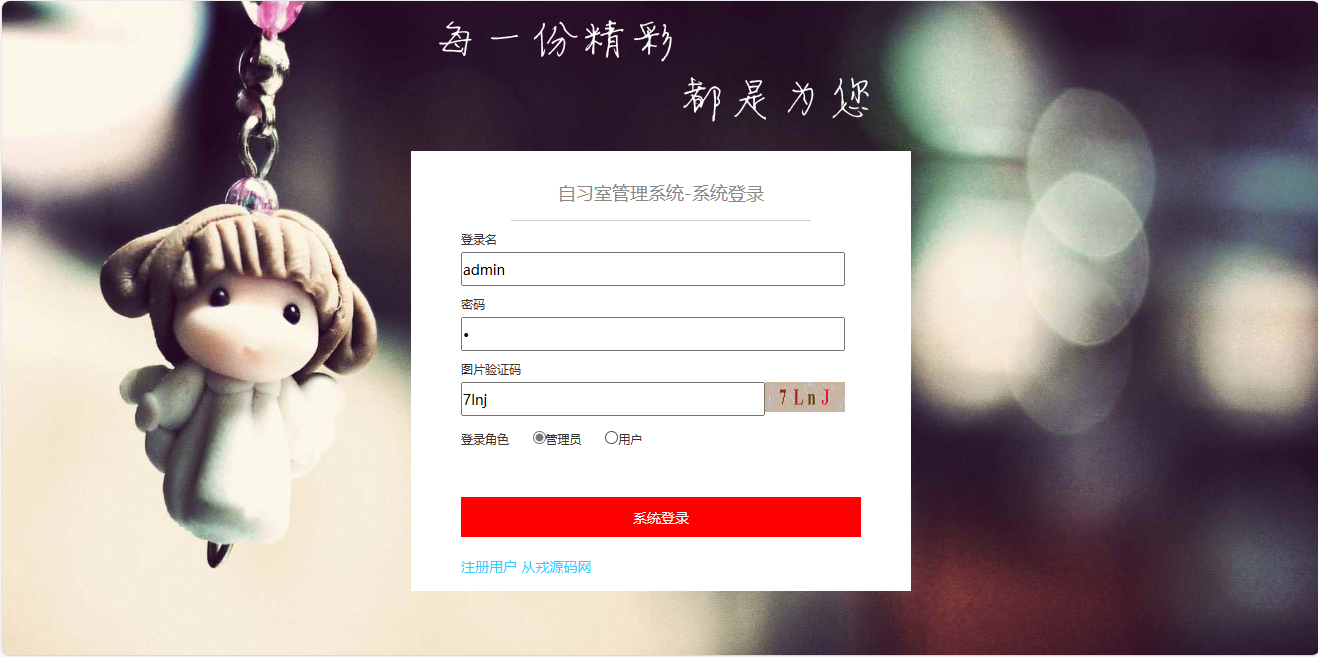 每一份精彩
都是为您
自习室管理系统-系统登录
登录名
admin
密码
•
图片验证码
7lnj 7LnJ
登录角色 管理员 用户
系统登录
注册用户 从戎源码网